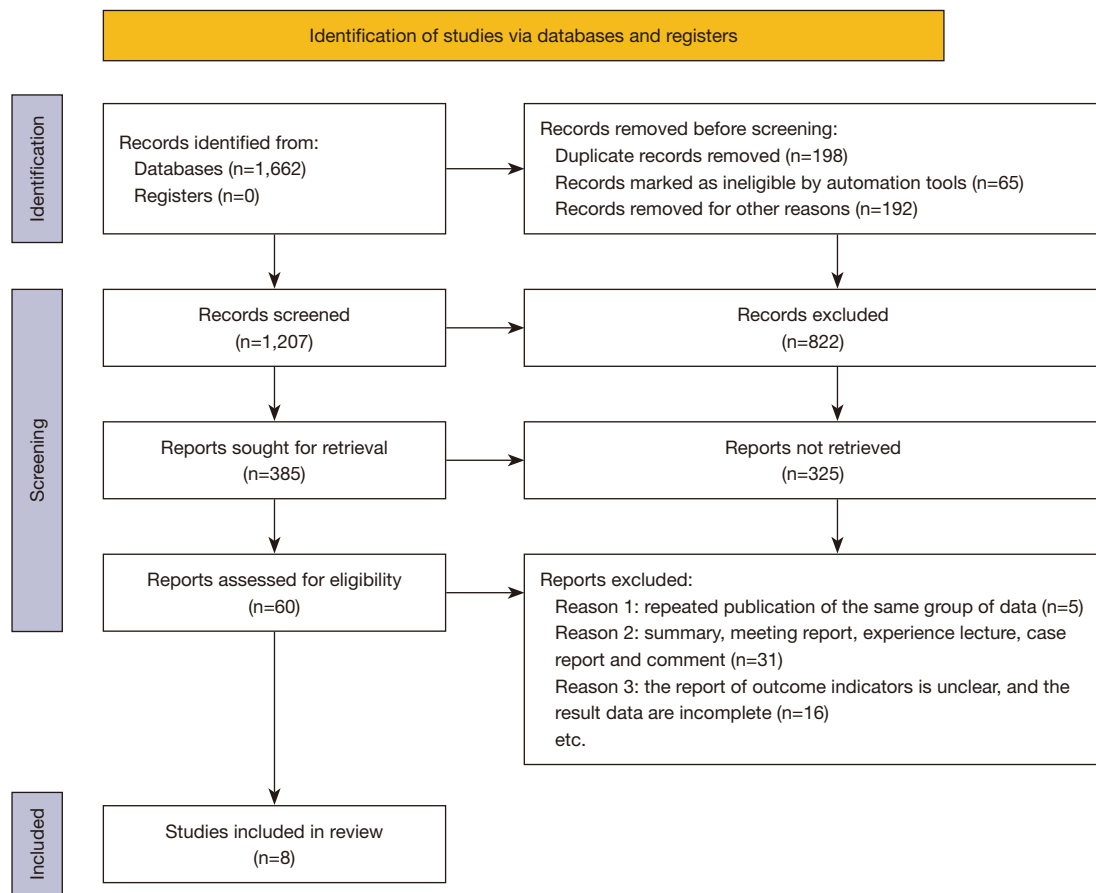 Identification of studies via databases and registers
Identification
Records identified from:
Databases (n=1,662)
Registers (n=0)
Records removed before screening:
Duplicate records removed (n=198)
Records marked as ineligible by automation tools (n=65)
Records removed for other reasons (n=192)
Screening
Records screened
(n=1,207)
Records excluded
(n=822)
Reports sought for retrieval
(n=385)
Reports not retrieved
(n=325)
Reports assessed for eligibility
(n=60)
Reports excluded:
Reason 1: repeated publication of the same group of data (n=5)
Reason 2: summary, meeting report, experience lecture, case
report and comment (n=31)
Reason 3: the report of outcome indicators is unclear, and the
result data are incomplete (n=16)
etc.
Included
Studies included in review
(n=8)